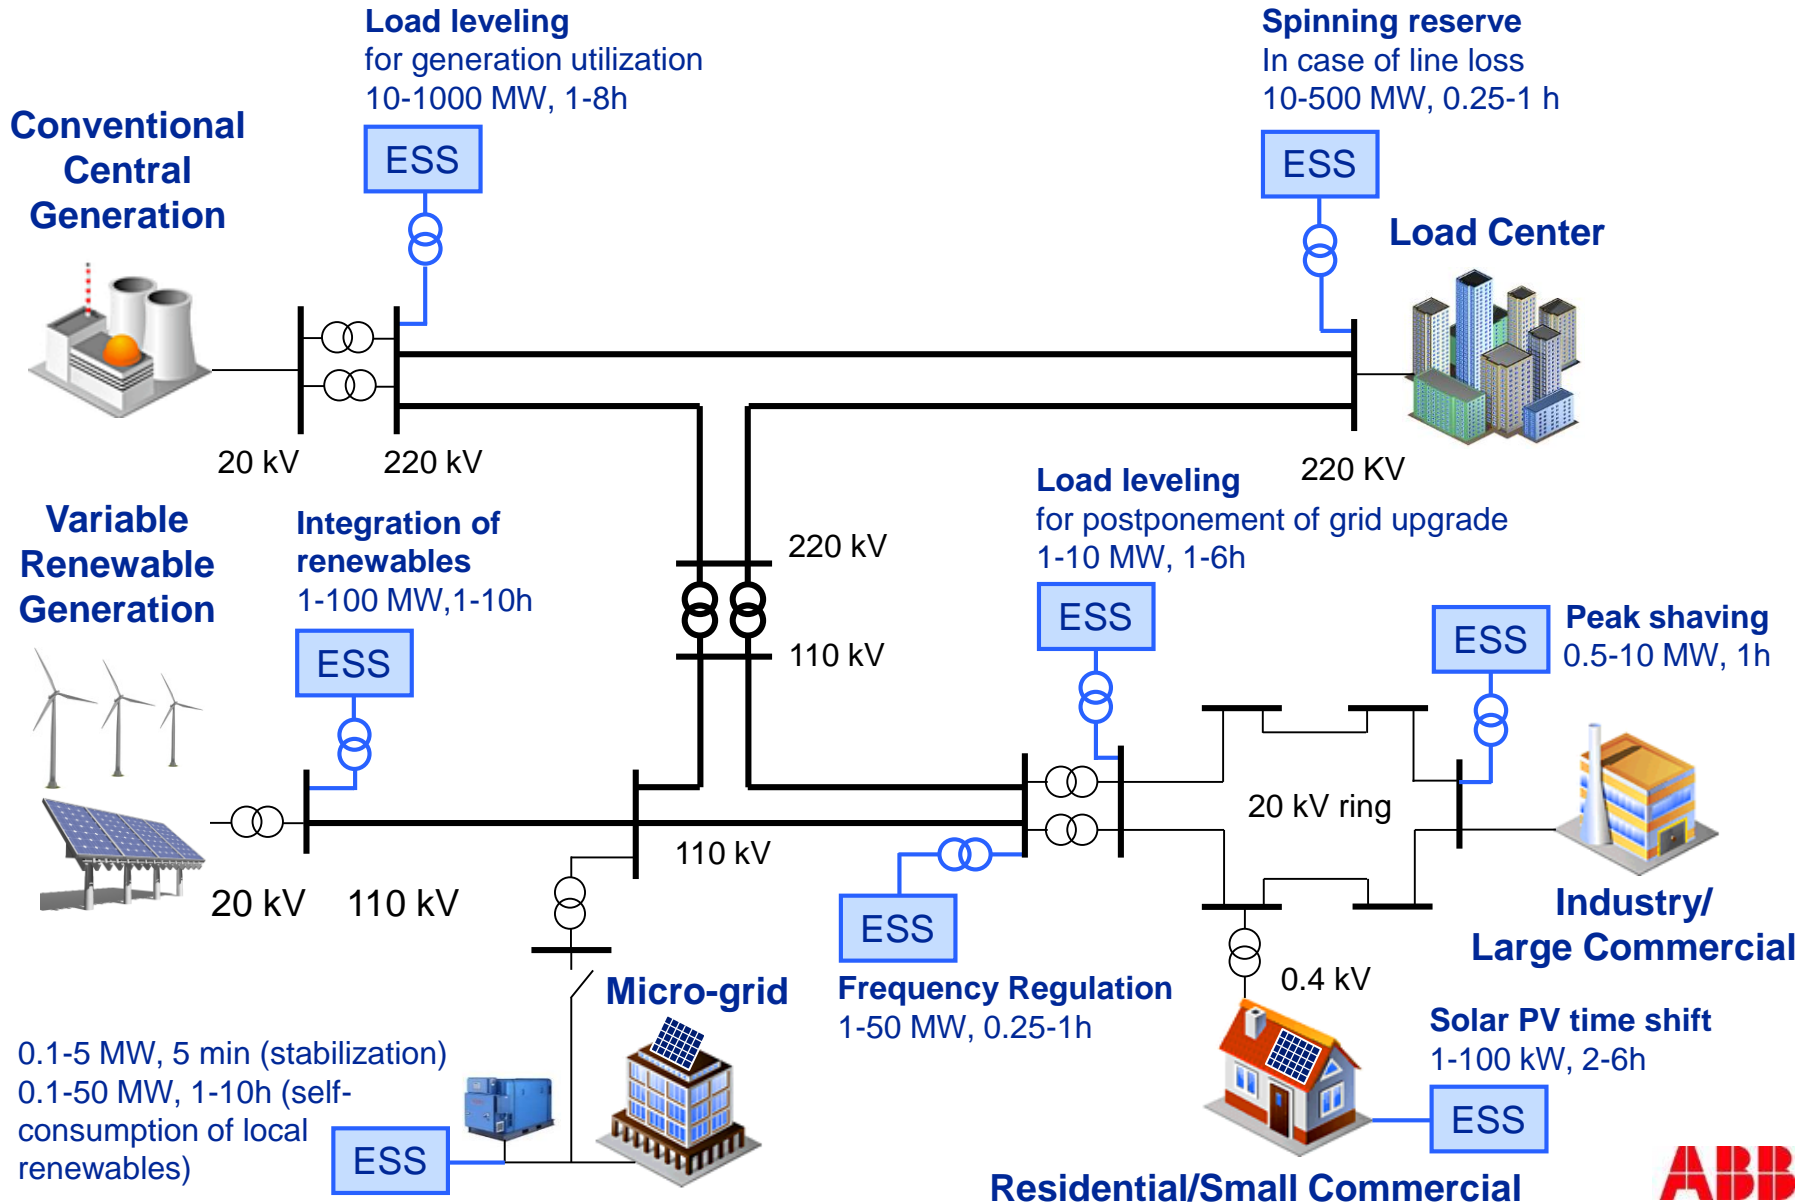 Load leveling
for generation utilization
10-1000 MW, 1-8h
ESS
Spinning reserve
In case of line loss
10-500 MW, 0.25-1 h
ESS
Conventional
Central
Generation
Load Center
20 kV
220 kV
220 KV
Variable
Renewable
Generation
Integration of
renewables
1-100 MW,1-10h
ESS
220 kV
110 kV
Load leveling
for postponement of grid upgrade
1-10 MW, 1-6h
ESS
ESS
Peak shaving
0.5-10 MW, 1h
20 kV ring
20 kV
110 kV
110 kV
ESS
Frequency Regulation
1-50 MW, 0.25-1h
Industry/
Large Commercial
0.4 kV
Micro-grid
0.1-5 MW, 5 min (stabilization)
0.1-50 MW, 1-10h (self-
consumption of local
renewables)
ESS
Solar PV time shift
1-100 kW, 2-6h
ESS
Residential/Small Commercial
ABB